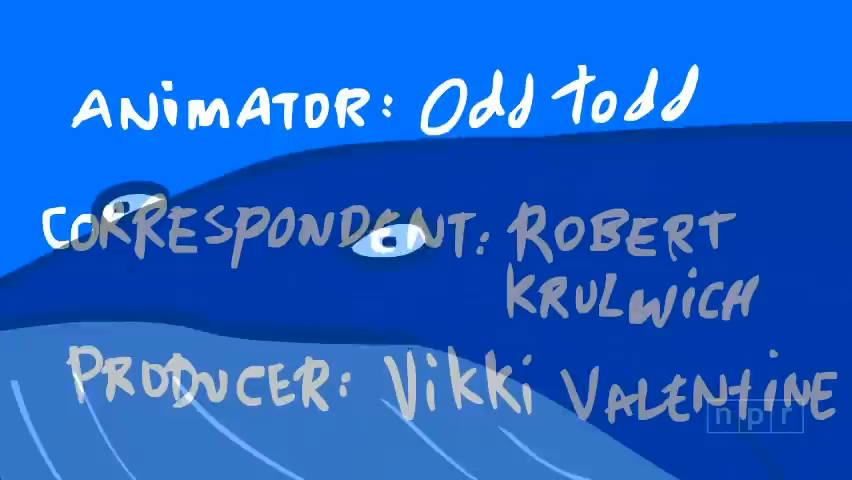 ANiMATOR: Odd todd
CORRESPONDENT: ROBERT
KRULWICH
PRODUCER: Vikki VALENtiNE
npr